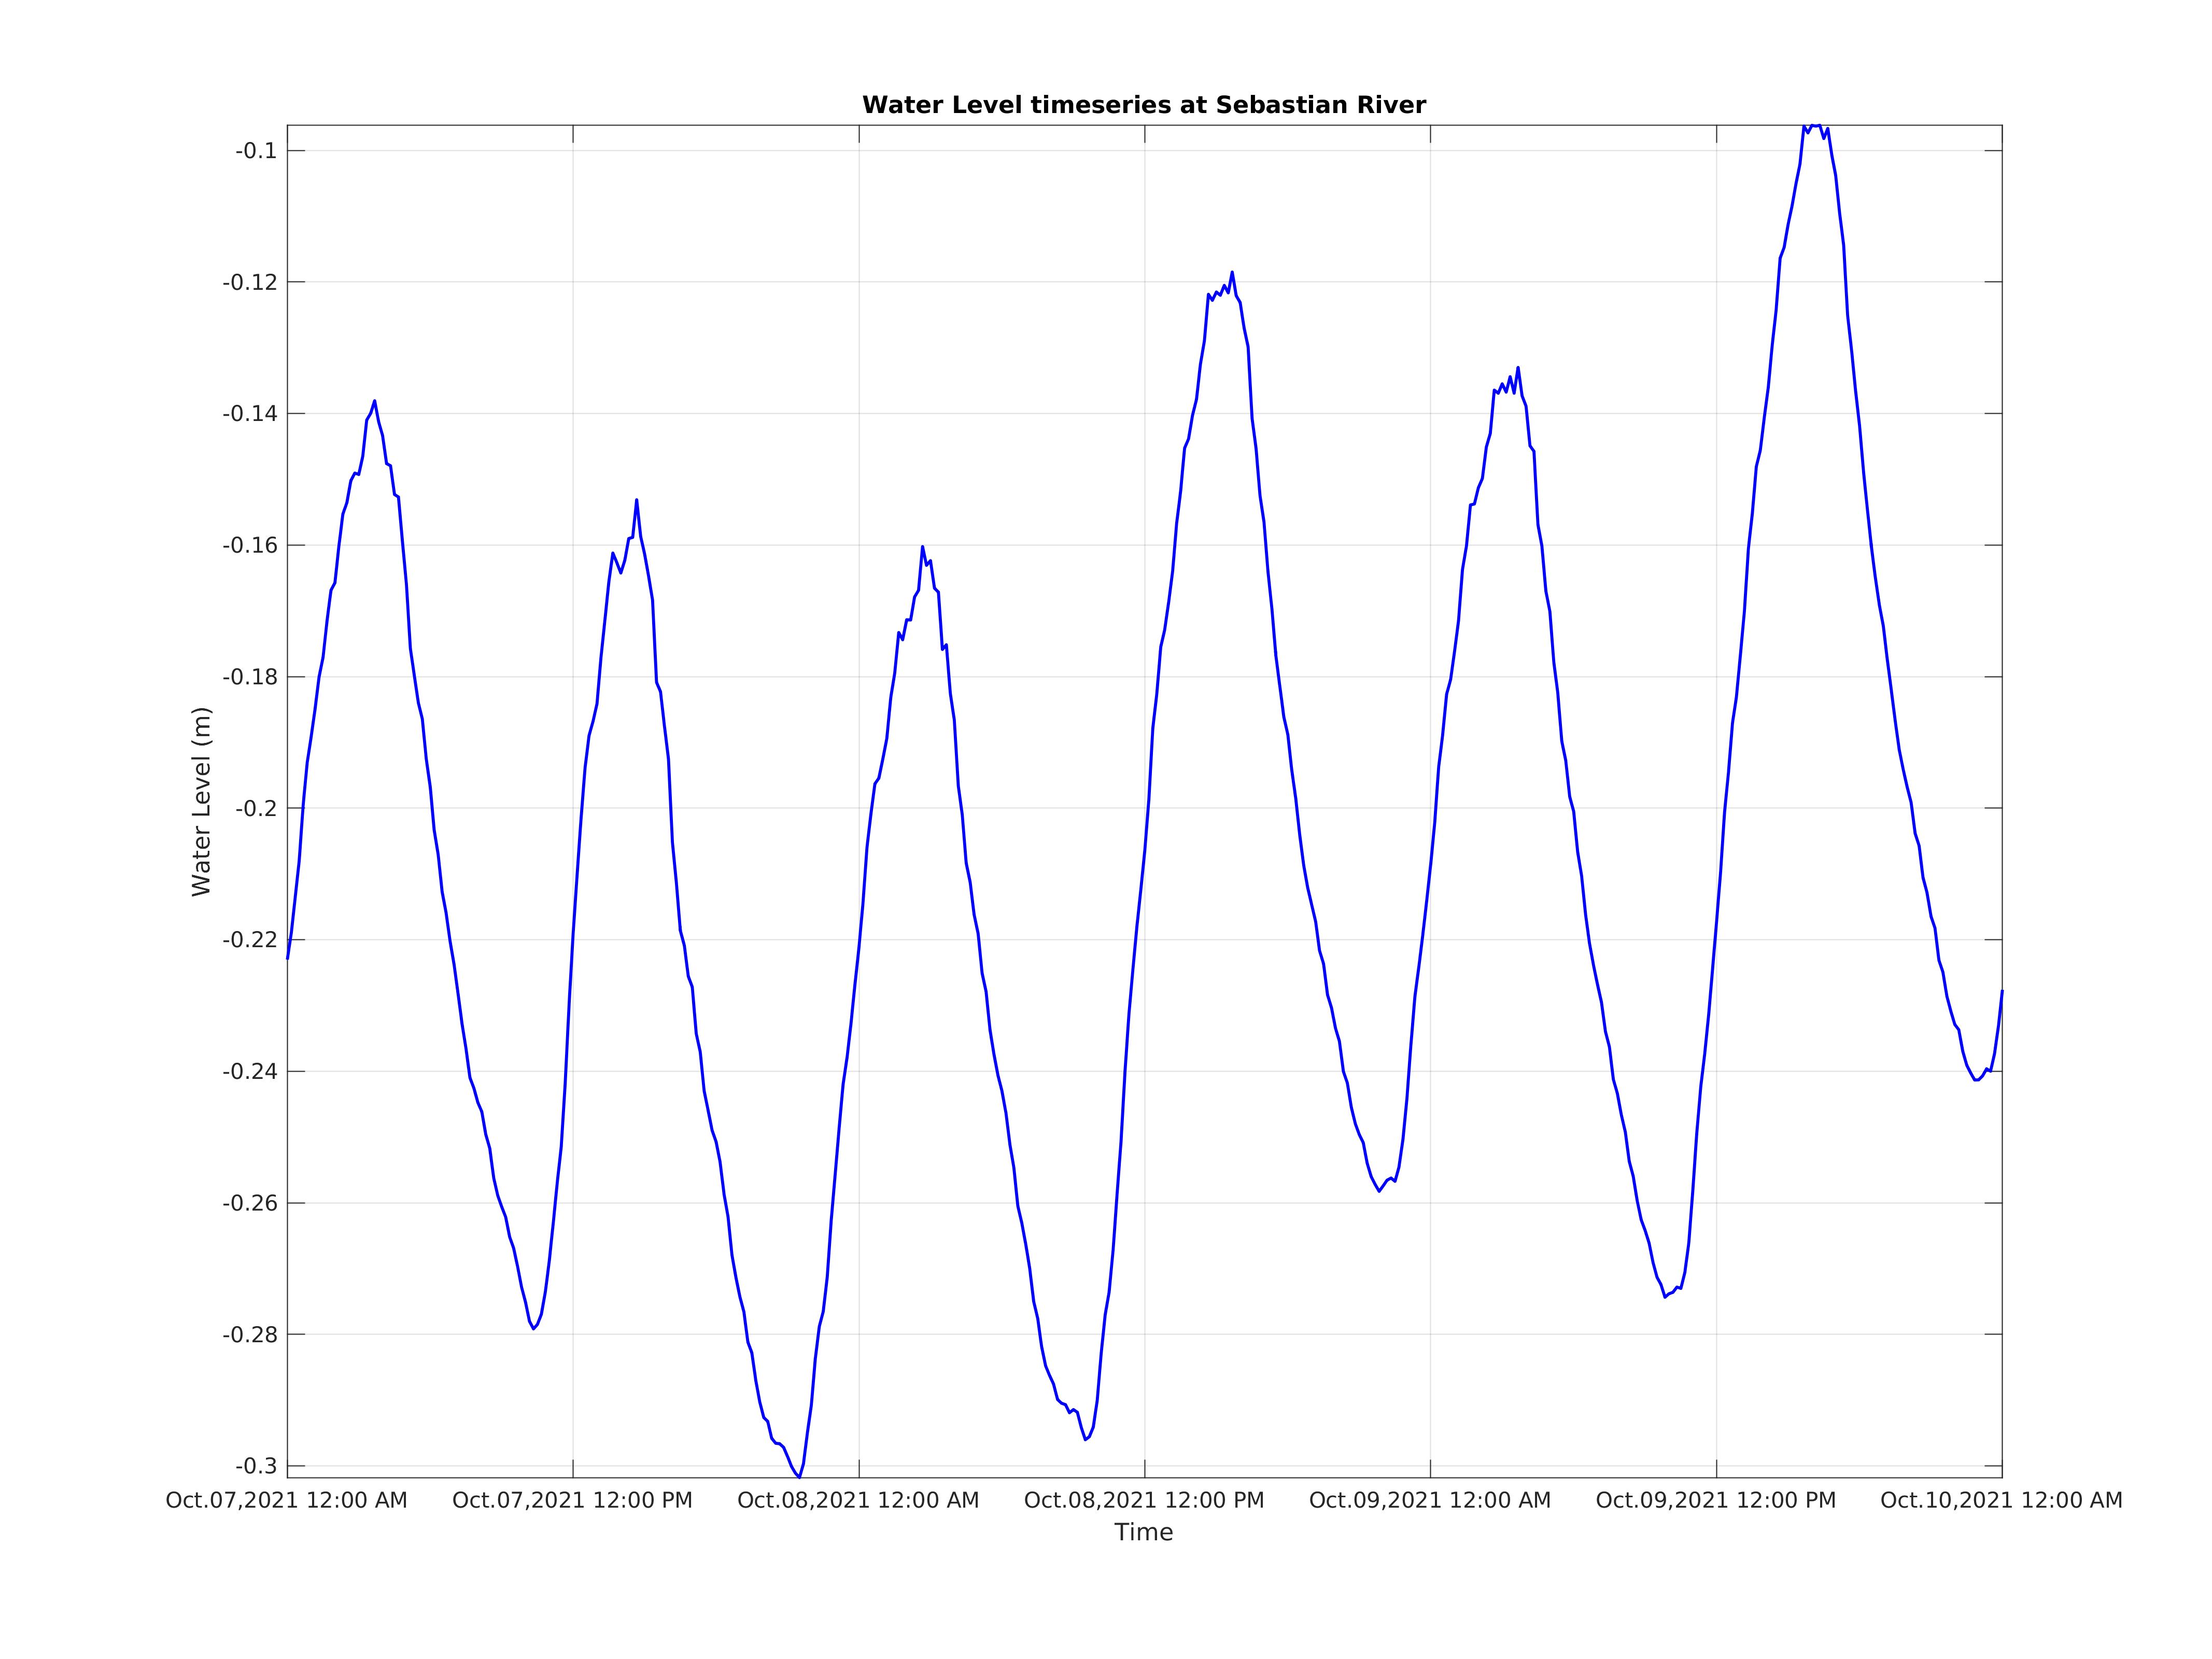 Water Level timeseries at Sebastian River
-0.1
-0.12
-0.14
-0.16
-0.18
-0.2
-0.22
-0.24
-0.26
-0.28
-0.3
Water Level (m)
Oct.07,2021 12:00 AM
Oct.07,2021 12:00 PM
Oct.08,2021 12:00 AM
Oct.08,2021 12:00 PM
Oct.09,2021 12:00 AM
Oct.09,2021 12:00 PM
Oct.10,2021 12:00 AM
Time